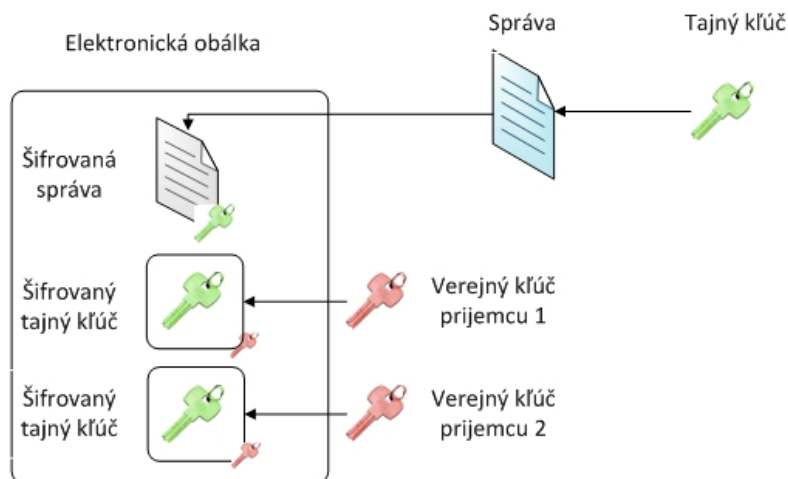 Správa
Tajný kľúč
Elektronická obálka
Šifrovaná
správa
Šifrovaný
tajný kľúč
Verejný kľúč
prijemcu 1
Šifrovaný
tajný kľúč
Verejný kľúč
prijemcu 2